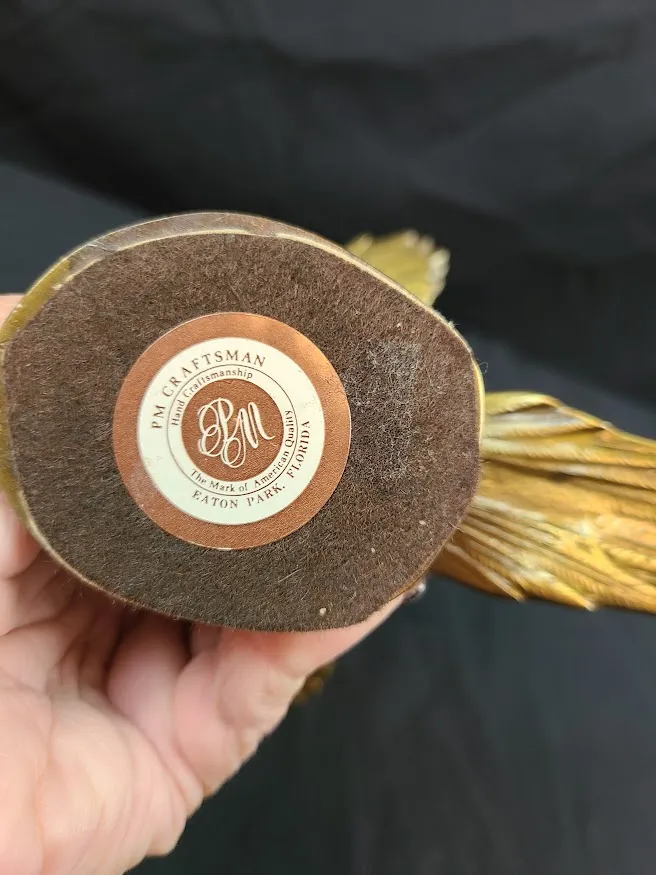 PM CRAFTSMAN
Hand Craftsmanship
PM
The Mark of American Quality
EATON PARK, FLORIDA